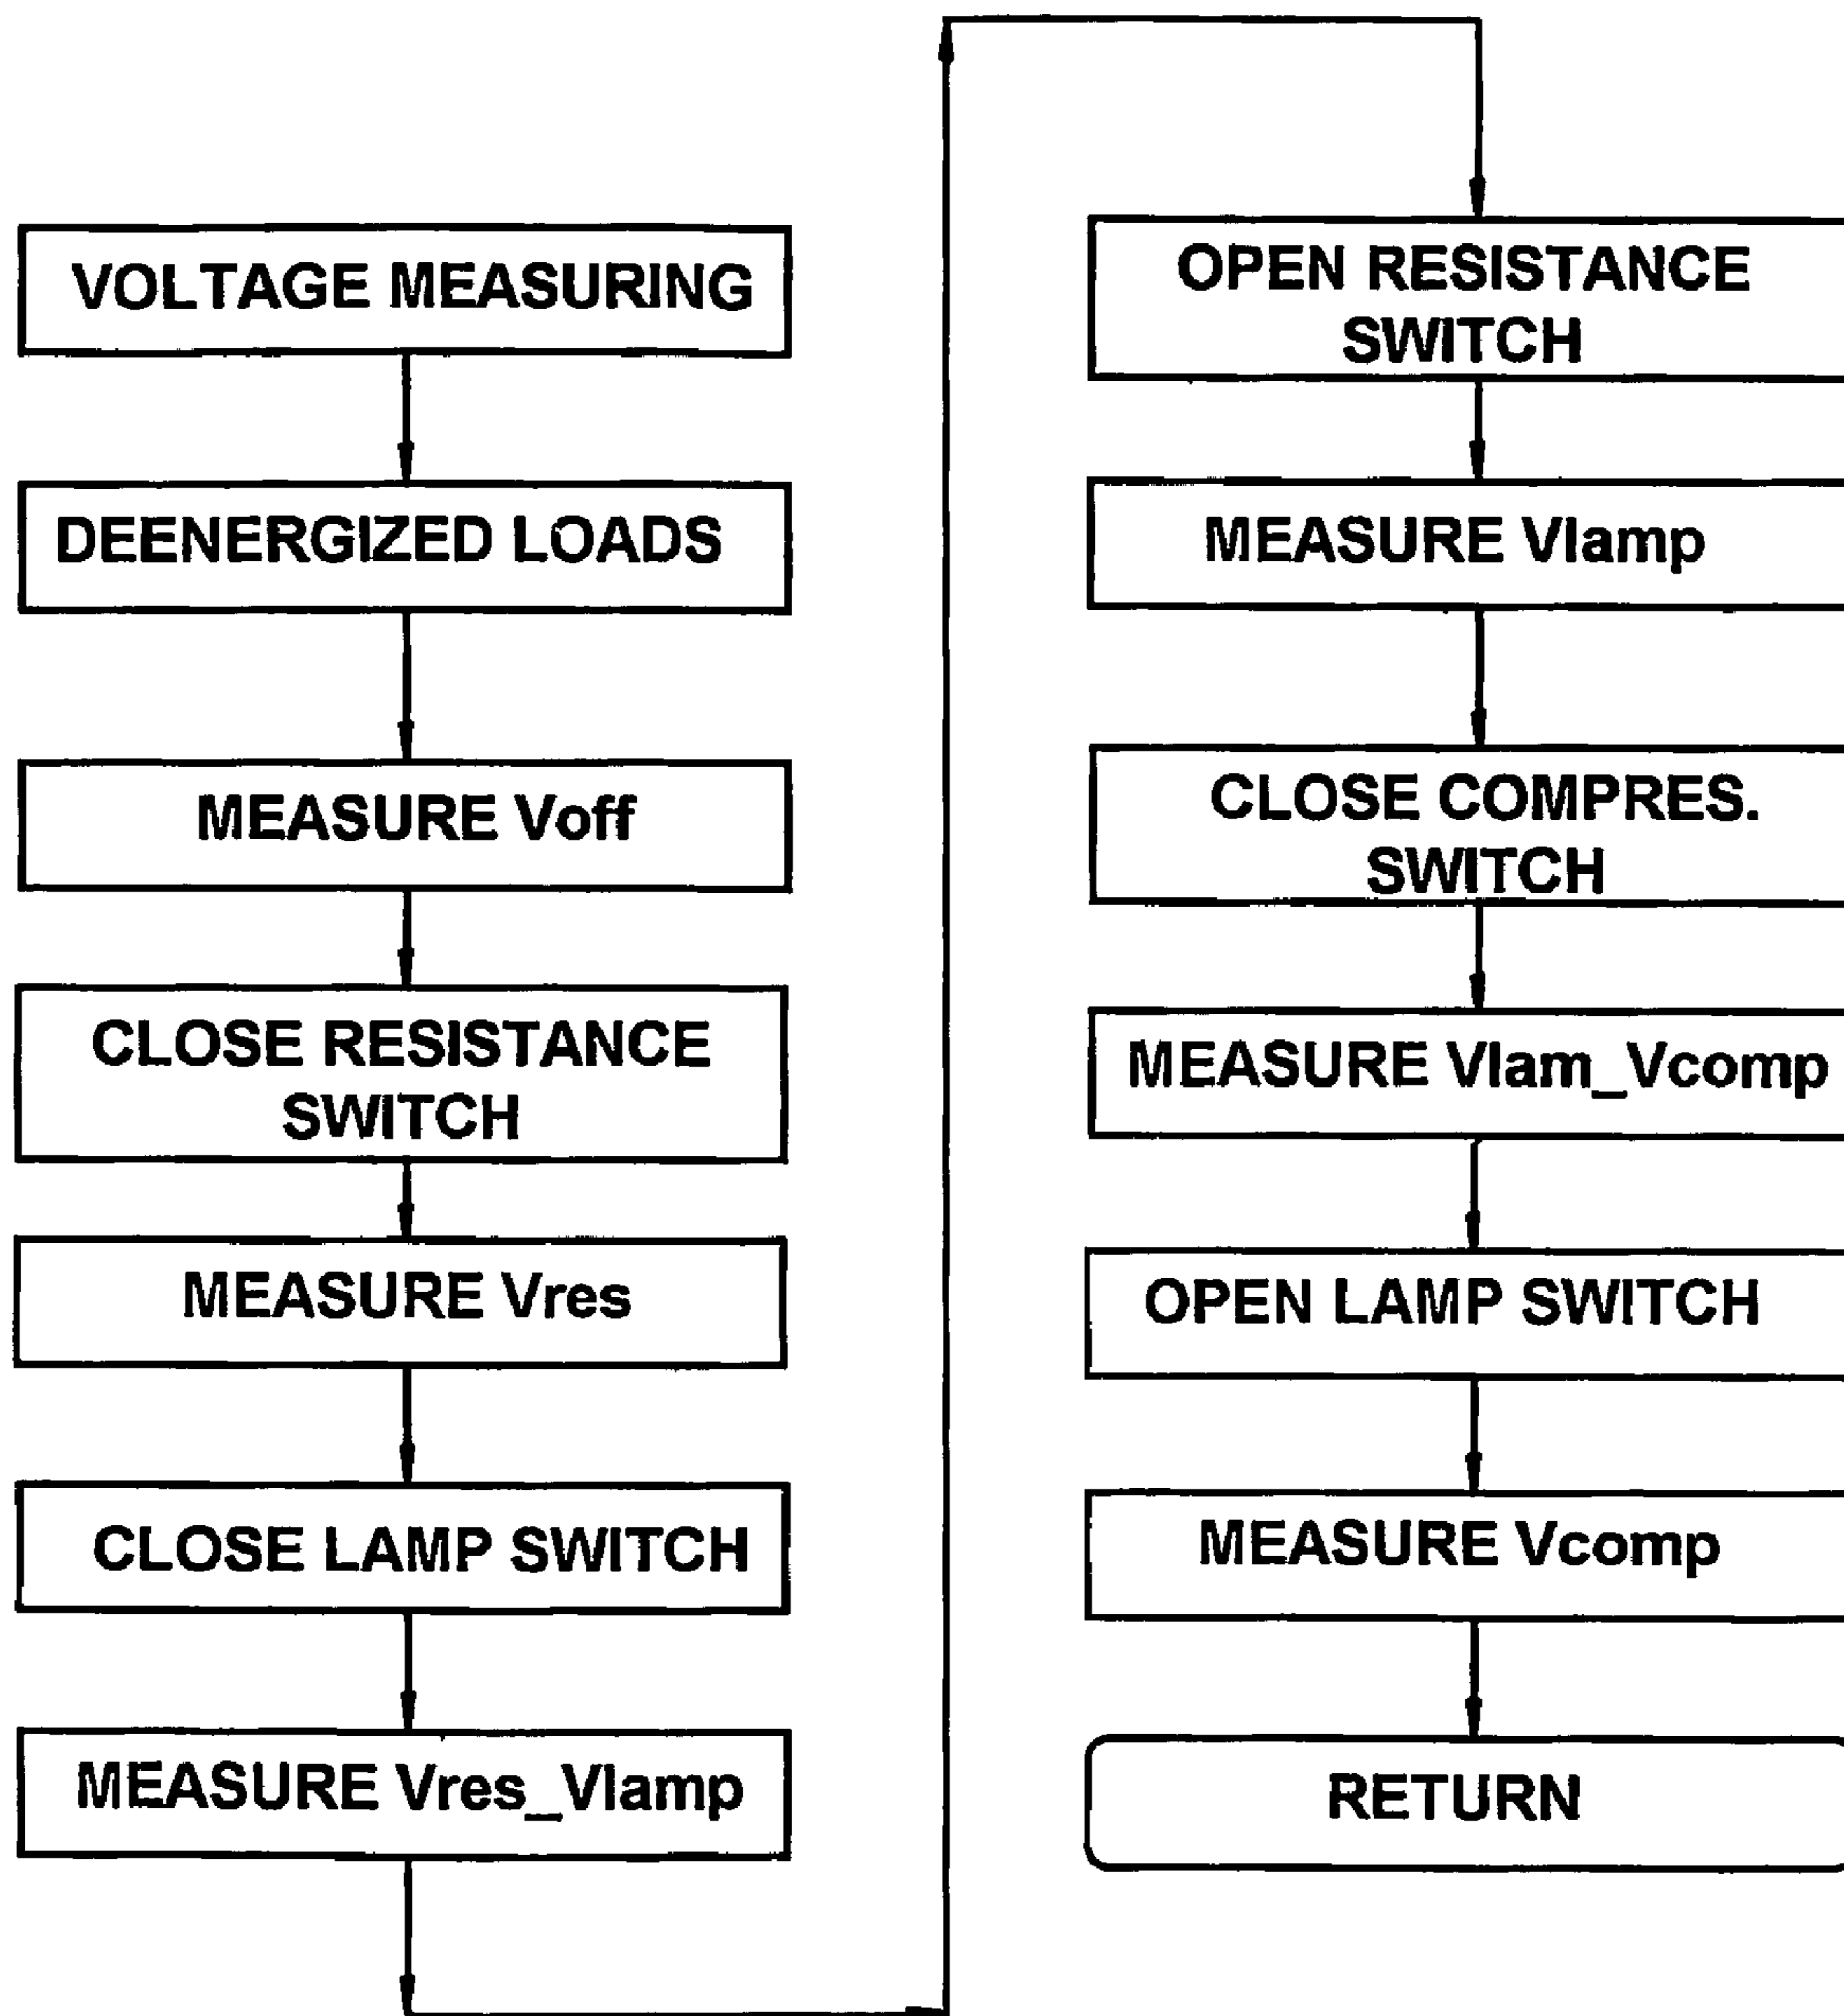 VOLTAGE MEASURING
DEENERGIZED LOADS
MEASURE Voff
CLOSE RESISTANCE
SWITCH
MEASURE Vres
CLOSE LAMP SWITCH
MEASURE Vres_Vlamp
OPEN RESISTANCE
SWITCH
MEASURE Vlamp
CLOSE COMPRES.
SWITCH
MEASURE Vlam_Vcomp
OPEN LAMP SWITCH
MEASURE Vcomp
RETURN